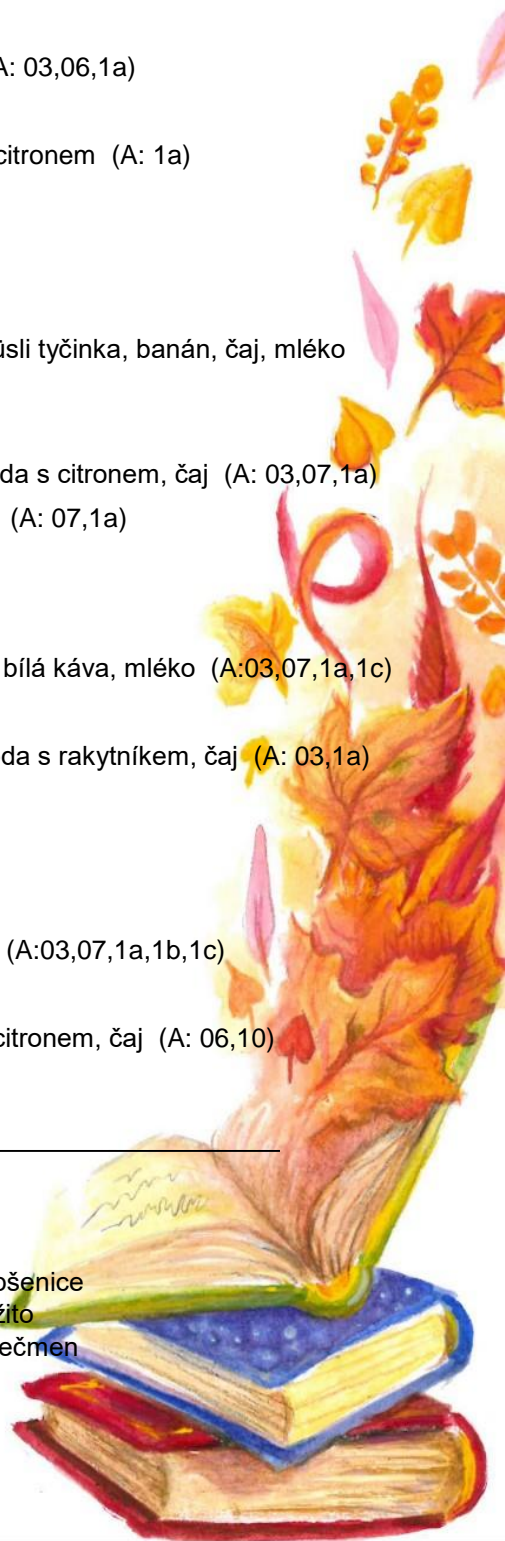 A: 03,06,1a)
citronem (A: 1a)
sli tyčinka, banán, čaj, mléko
da s citronem, čaj (A: 03,07,1a)
(A: 07,1a)
bílá káva, mléko (A:03,07,1a,1c)
da s rakytníkem, čaj (A: 03,1a)
(A:03,07,1a,1b,1c)
citronem, čaj (A: 06,10)
ošenice
žito
ečmen